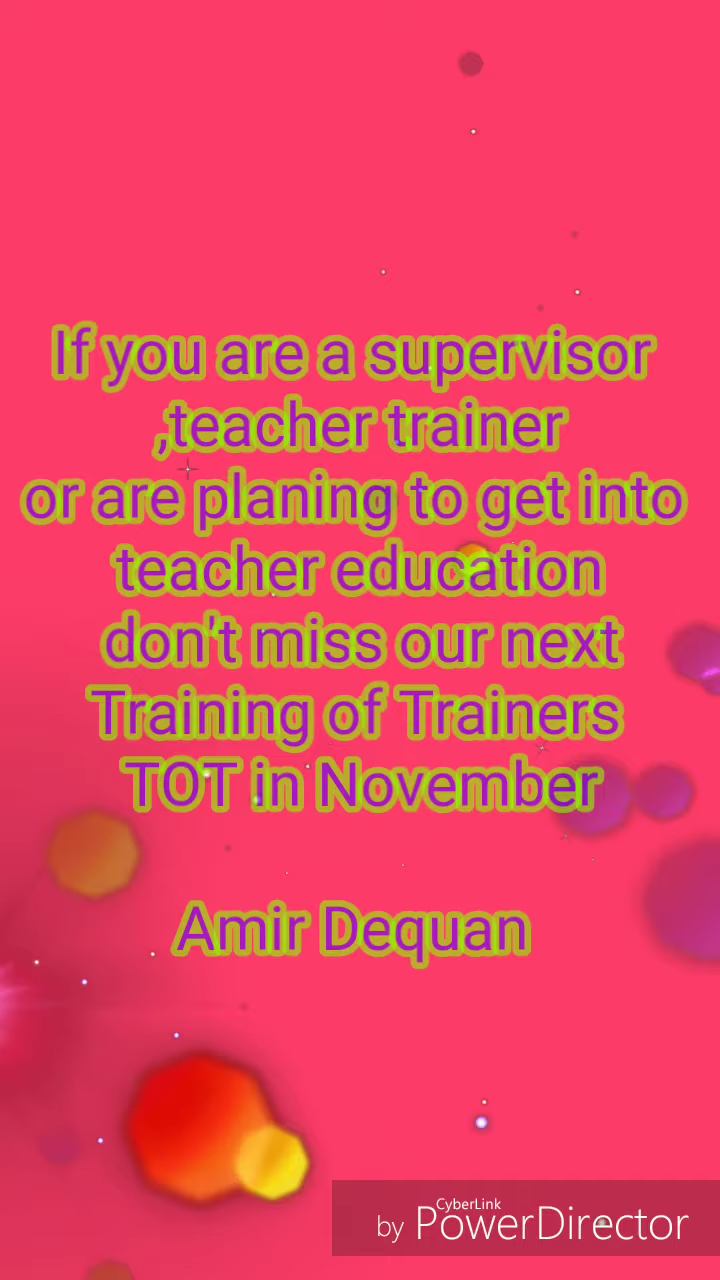 If you are a supervisor
,teacher trainer
or are planing to get into
teacher education
don't miss our next
Training of Trainers
TOT in November
Amir Dequan
CyberLink
by PowerDirector